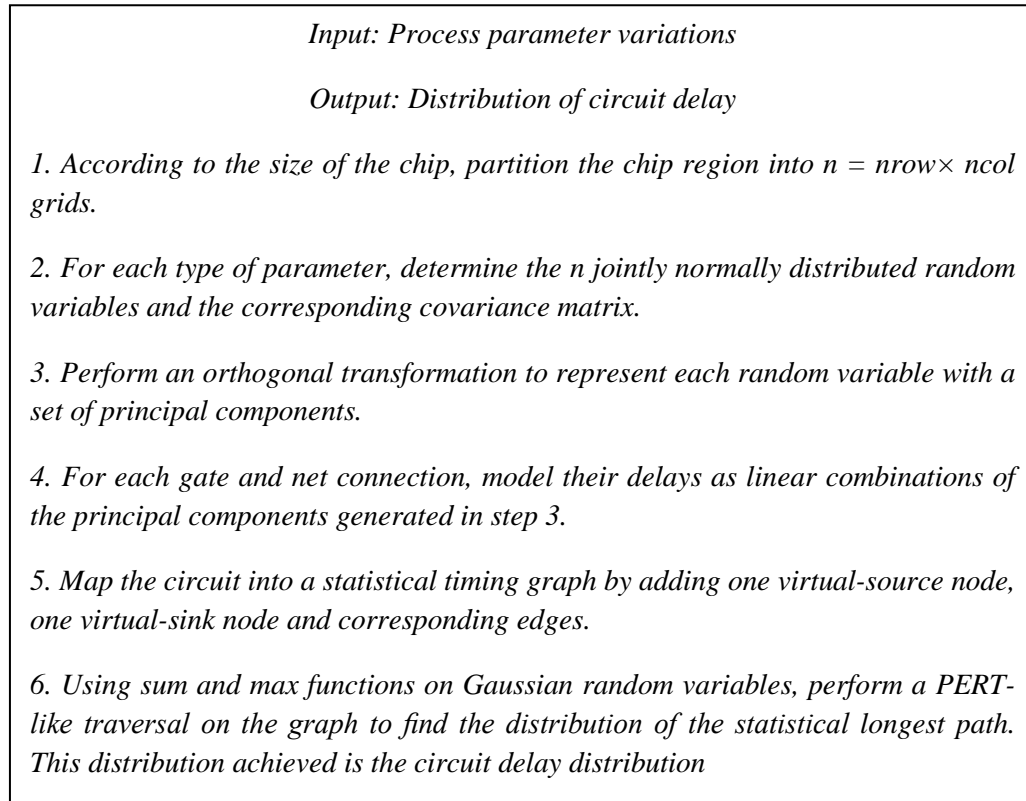 Input: Process parameter variations
Output: Distribution of circuit delay
1. According to the size of the chip, partition the chip region into n = nrow× ncol
grids.
2. For each type of parameter, determine the n jointly normally distributed random
variables and the corresponding covariance matrix.
3. Perform an orthogonal transformation to represent each random variable with a
set of principal components.
4. For each gate and net connection, model their delays as linear combinations of
the principal components generated in step 3.
5. Map the circuit into a statistical timing graph by adding one virtual-source node,
one virtual-sink node and corresponding edges.
6. Using sum and max functions on Gaussian random variables, perform a PERT-
like traversal on the graph to find the distribution of the statistical longest path.
This distribution achieved is the circuit delay distribution